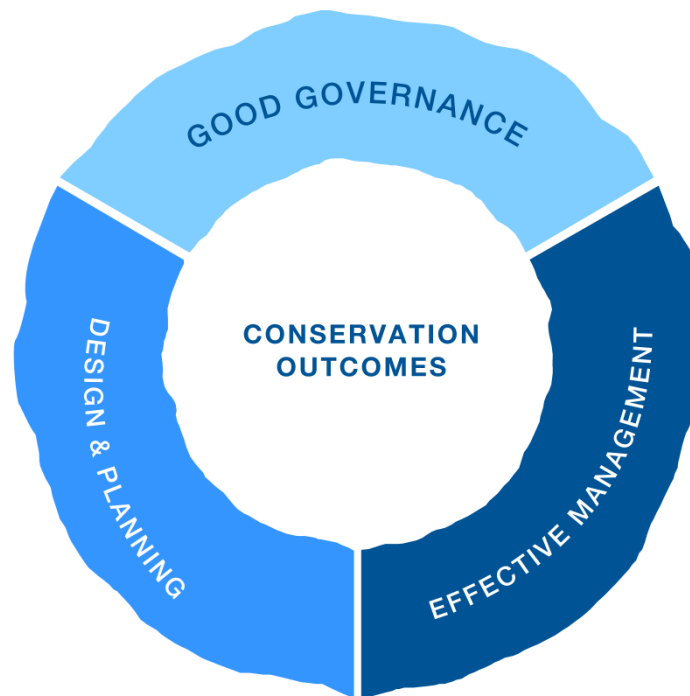 GOOD GOVERNANCE
CONSERVATION
OUTCOMES
DESIGN & PLANNING
EFFECTIVE MANAGEMENT